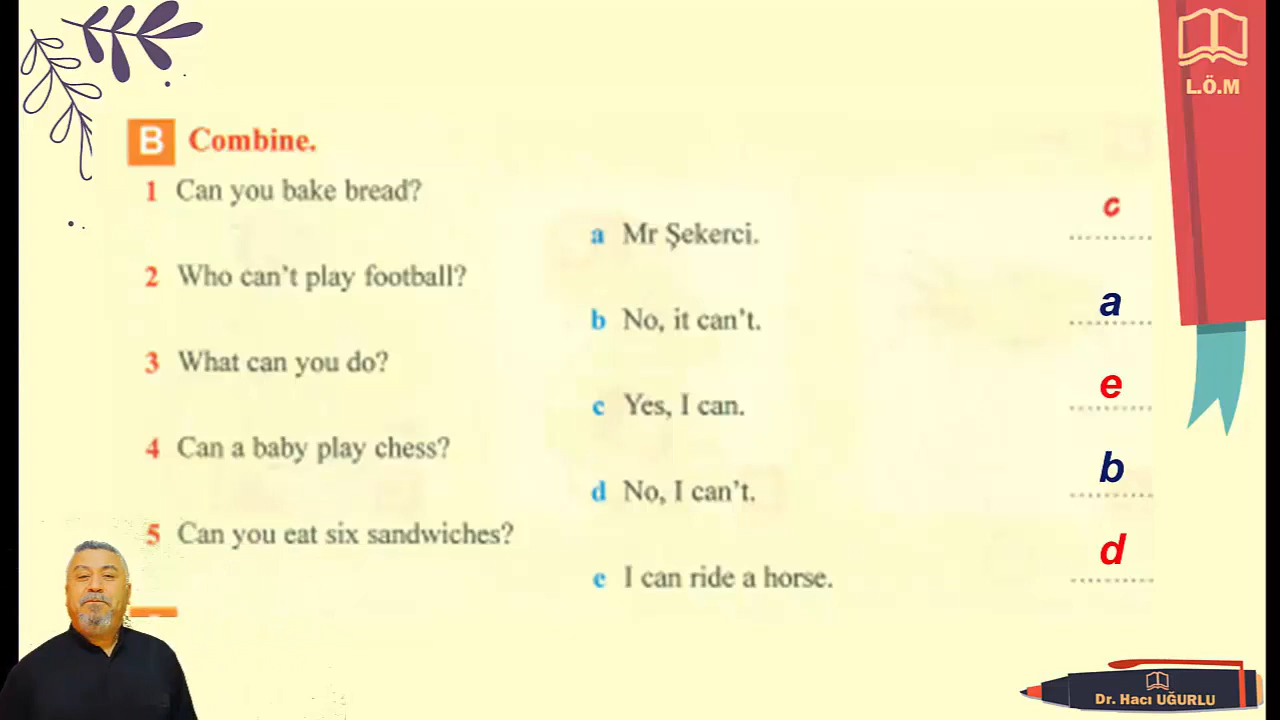 L.Ö.M
B Combine.
1 Can you bake bread?
c
a Mr Şekerci.
2 Who can't play football?
a
b No, it can't.
3 What can you do?
e
c Yes, I can.
4 Can a baby play chess?
b
d No, I can't.
5 Can you eat six sandwiches?
d
e I can ride a horse.
Dr. Hacı UĞURLU